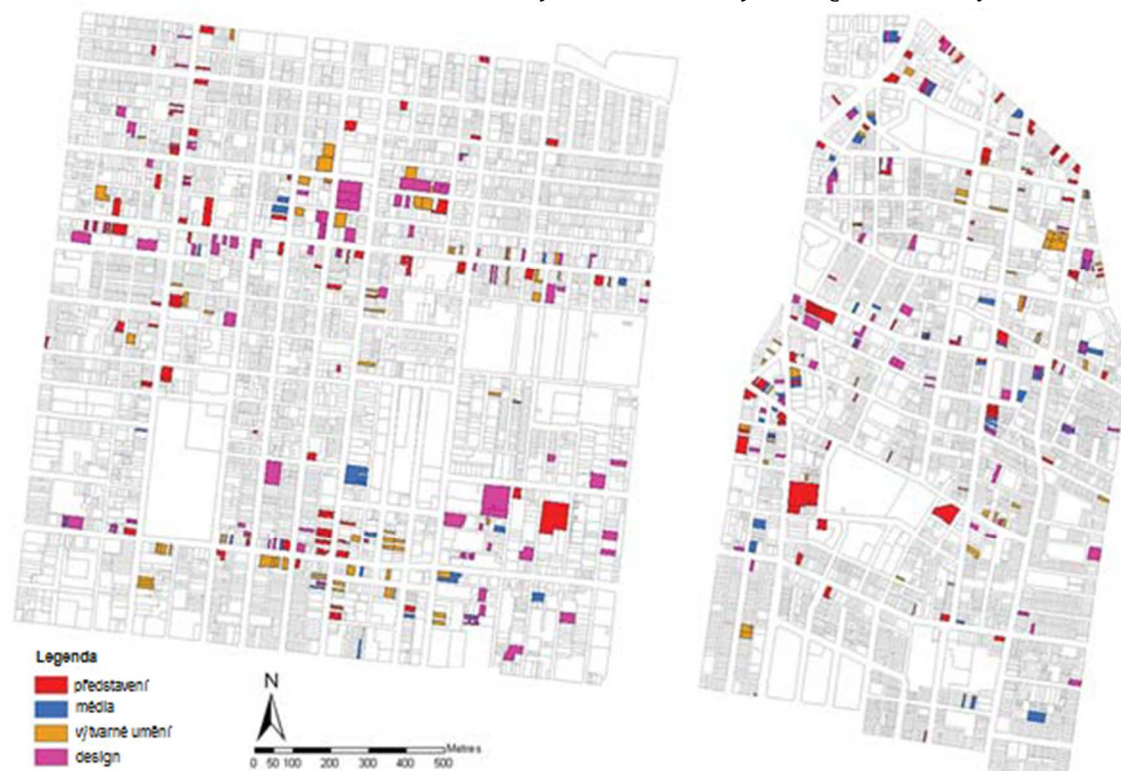 Legenda
představení
média
výtvarné umění
design
N
0 50 100 200 300 400 500 Metres